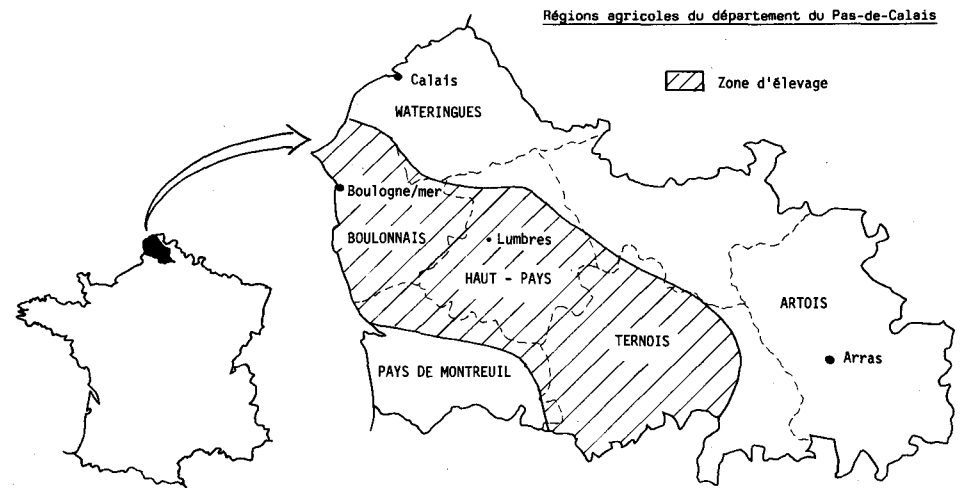 Régions agricoles du département du Pas-de-Calais
Zone d'élevage
Calais
WATERINGUES
Boulogne/mer
BOULONNAIS
Lumbres
HAUT - PAYS
TERNOIS
ARTOIS
Arras
PAYS DE MONTREUIL